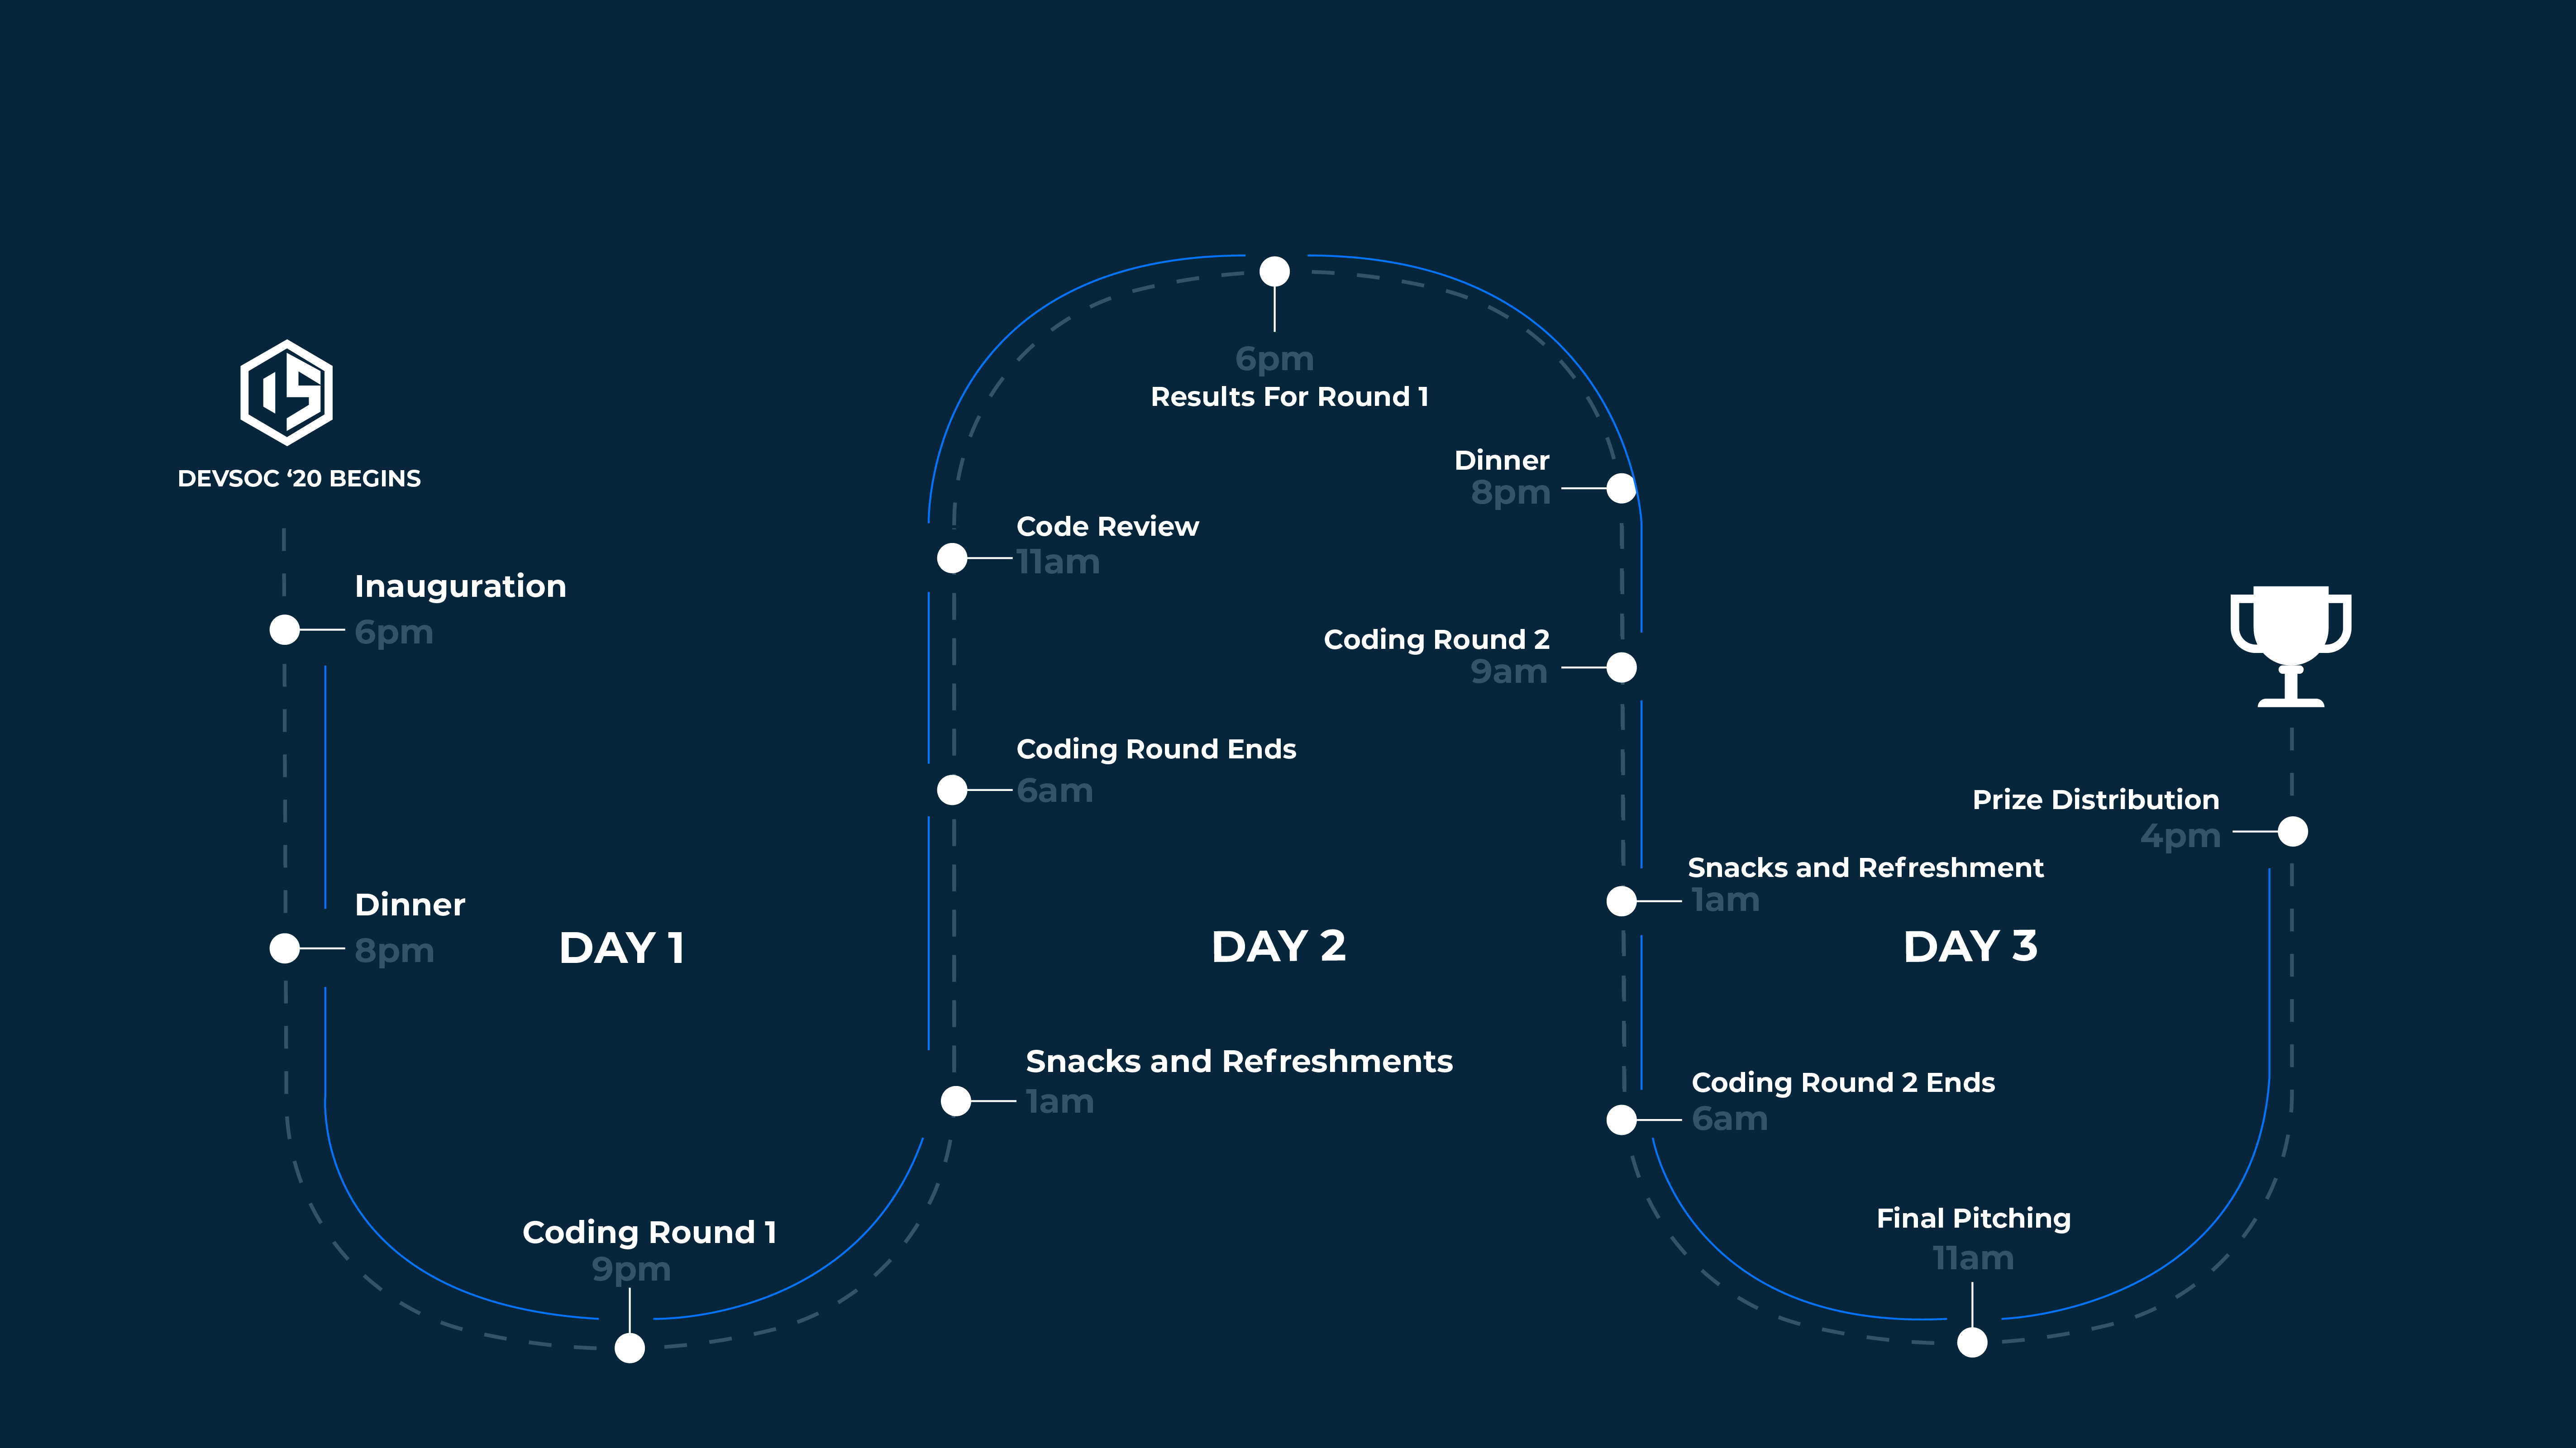 DEVSOC ‘20 BEGINS
Inauguration
6pm
Dinner
8pm
DAY 1
Coding Round 1
9pm
Snacks and Refreshments
1am
Coding Round Ends
6am
Code Review
11am
6pm
Results For Round 1
Dinner
8pm
Coding Round 2
9am
DAY 2
Snacks and Refreshment
1am
DAY 3
Coding Round 2 Ends
6am
Final Pitching
11am
Prize Distribution
4pm